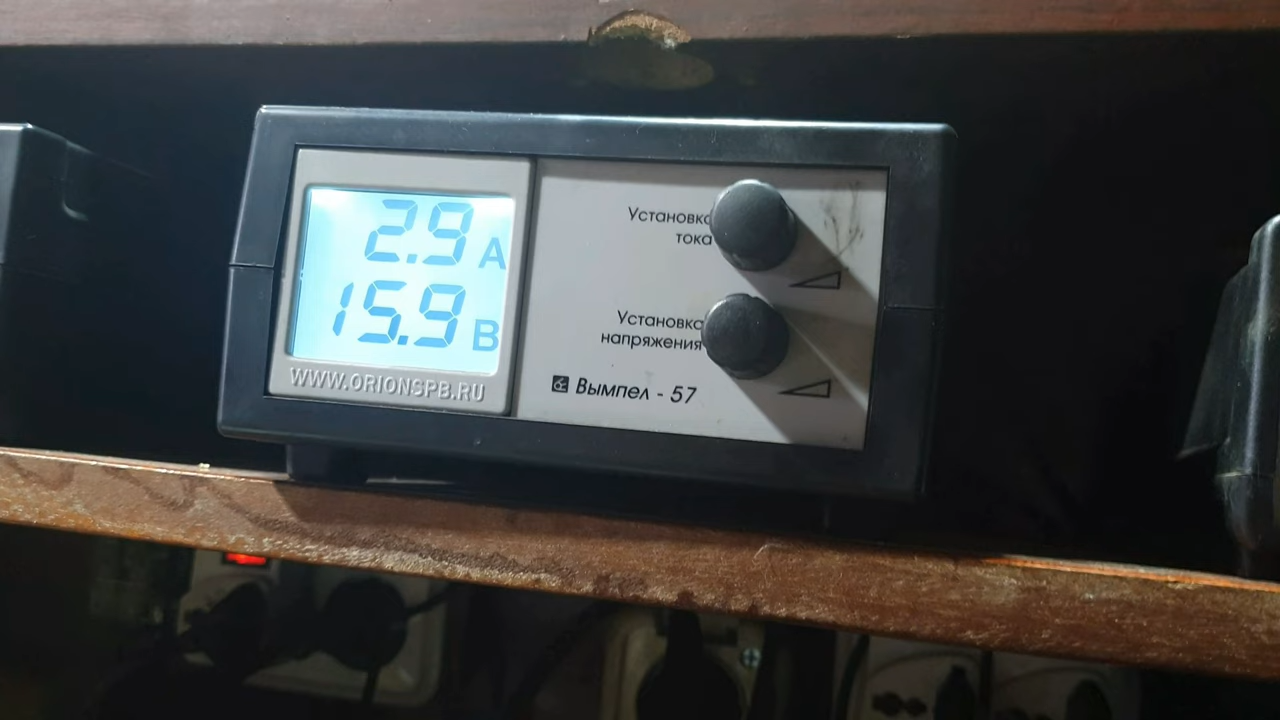 2.9 А
15.9 В
WWW.ORIONSPB.RU
Установка
тока
Установка
напряжения
Вымпел - 57